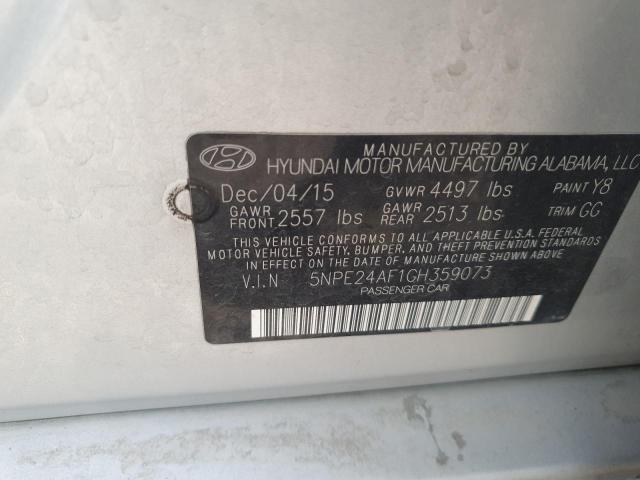 MANUFACTURED BY
HYUNDAI MOTOR MANUFACTURING ALABAMA, LLC
Dec/04/15 GVWR 4497 lbs PAINT Y8
GAWR FRONT 2557 lbs GAWR REAR 2513 lbs TRIM GG
THIS VEHICLE CONFORMS TO ALL APPLICABLE U.S.A. FEDERAL
MOTOR VEHICLE SAFETY, BUMPER, AND THEFT PREVENTION STANDARDS
IN EFFECT ON THE DATE OF MANUFACTURE SHOWN ABOVE
V.I.N 5NPE24AF1GH359073
PASSENGER CAR